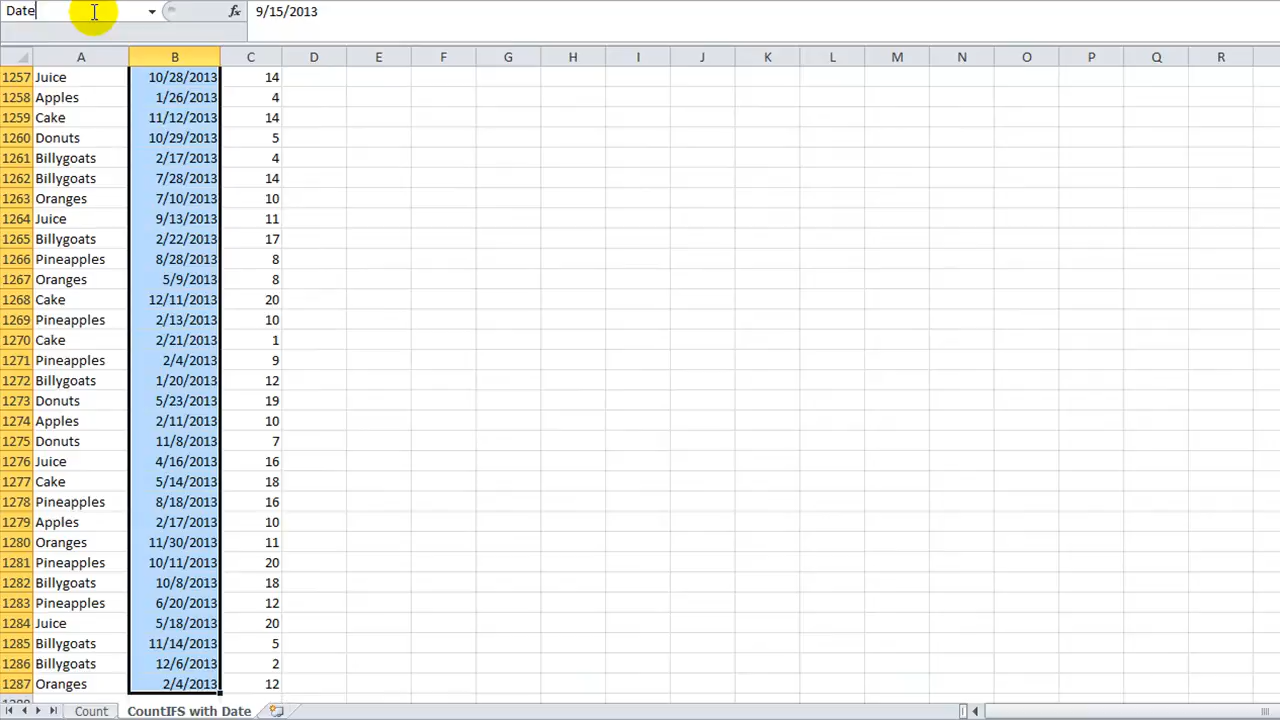 Date fx 9/15/2013
A B C D E F G H I J K L M N O P Q R
1257 Juice 10/28/2013 14
1258 Apples 1/26/2013 4
1259 Cake 11/12/2013 14
1260 Donuts 10/29/2013 5
1261 Billygoats 2/17/2013 4
1262 Billygoats 7/28/2013 14
1263 Oranges 7/10/2013 10
1264 Juice 9/13/2013 11
1265 Billygoats 2/22/2013 17
1266 Pineapples 8/28/2013 8
1267 Oranges 5/9/2013 8
1268 Cake 12/11/2013 20
1269 Pineapples 2/13/2013 10
1270 Cake 2/21/2013 1
1271 Pineapples 2/4/2013 9
1272 Billygoats 1/20/2013 12
1273 Donuts 5/23/2013 19
1274 Apples 2/11/2013 10
1275 Donuts 11/8/2013 7
1276 Juice 4/16/2013 16
1277 Cake 5/14/2013 18
1278 Pineapples 8/18/2013 16
1279 Apples 2/17/2013 10
1280 Oranges 11/30/2013 11
1281 Pineapples 10/11/2013 20
1282 Billygoats 10/8/2013 18
1283 Pineapples 6/20/2013 12
1284 Juice 5/18/2013 20
1285 Billygoats 11/14/2013 5
1286 Billygoats 12/6/2013 2
1287 Oranges 2/4/2013 12
Count CountIFS with Date